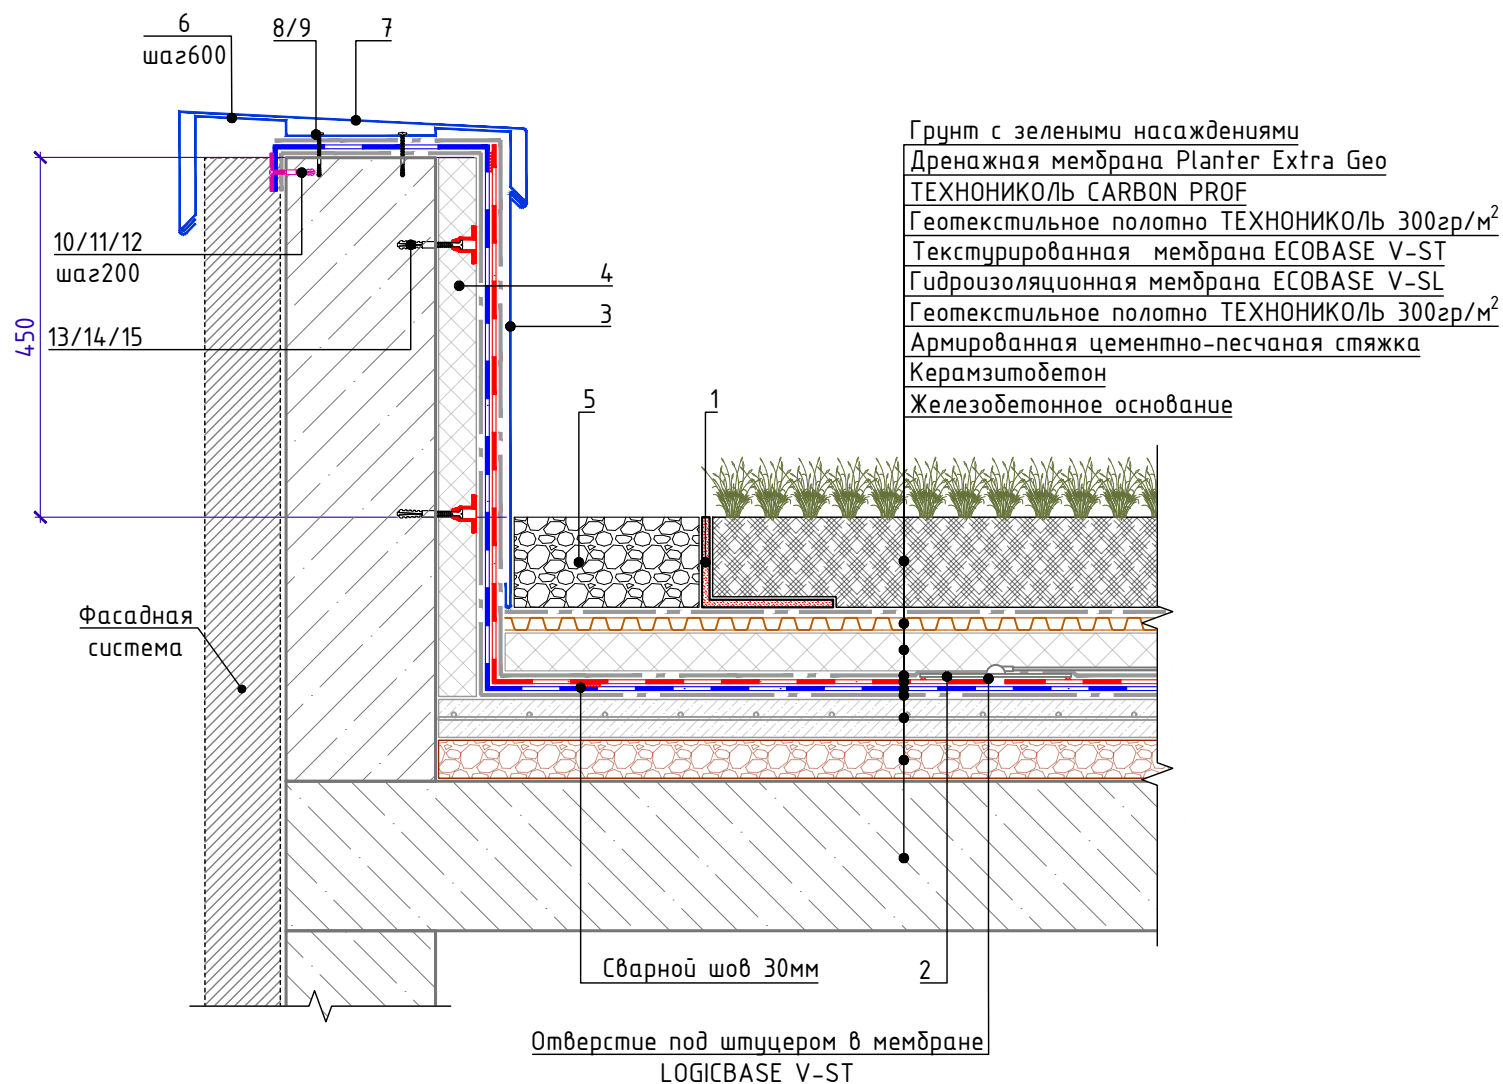 6
шаг600
8/9
7
Грунт с зелеными насаждениями
Дренажная мембрана Planter Extra Geo
ТЕХНОНИКОЛЬ CARBON PROF
Геотекстильное полотно ТЕХНОНИКОЛЬ 300гр/м²
Текстурированная мембрана ECOBASE V-ST
Гидроизоляционная мембрана ECOBASE V-SL
Геотекстильное полотно ТЕХНОНИКОЛЬ 300гр/м²
Армированная цементно-песчаная стяжка
Керамзитобетон
Железобетонное основание
10/11/12
шаг200
13/14/15
450
4
3
5
1
Фасадная
система
Сварной шов 30мм
2
Отверстие под штуцером в мембране
LOGICBASE V-ST